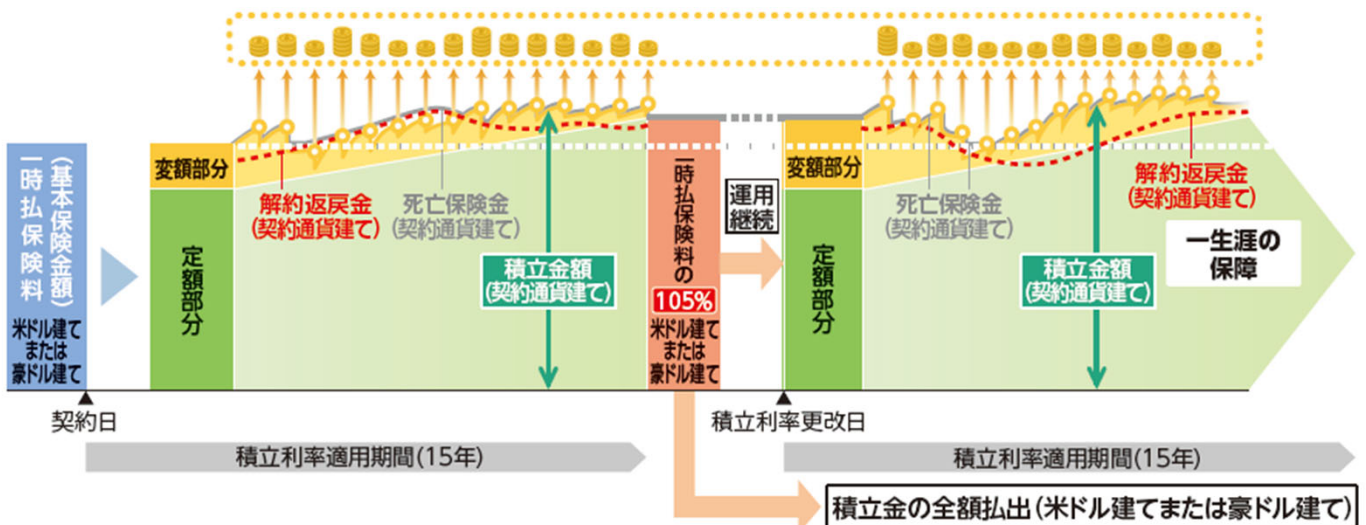 一時払保険料
(基本保険金額)
米ドル建て
または
豪ドル建て
変額部分
定額部分
解約返戻金
(契約通貨建て)
死亡保険金
(契約通貨建て)
積立金額
(契約通貨建て)
一時払保険料の
105%
米ドル建て
または
豪ドル建て
運用
継続
変額部分
定額部分
死亡保険金
(契約通貨建て)
積立金額
(契約通貨建て)
解約返戻金
(契約通貨建て)
一生涯の
保障
契約日
積立利率更改日
積立利率適用期間(15年)
積立利率適用期間(15年)
積立金の全額払出(米ドル建てまたは豪ドル建て)